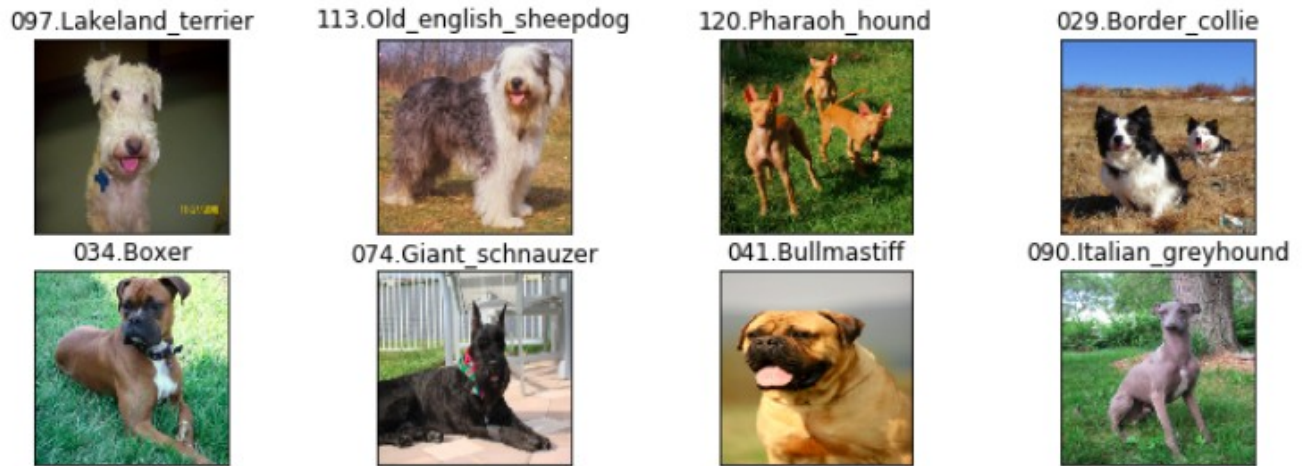 097.Lakeland_terrier
113.Old_english_sheepdog
120.Pharaoh_hound
029.Border_collie
034.Boxer
074.Giant_schnauzer
041.Bullmastiff
090.Italian_greyhound